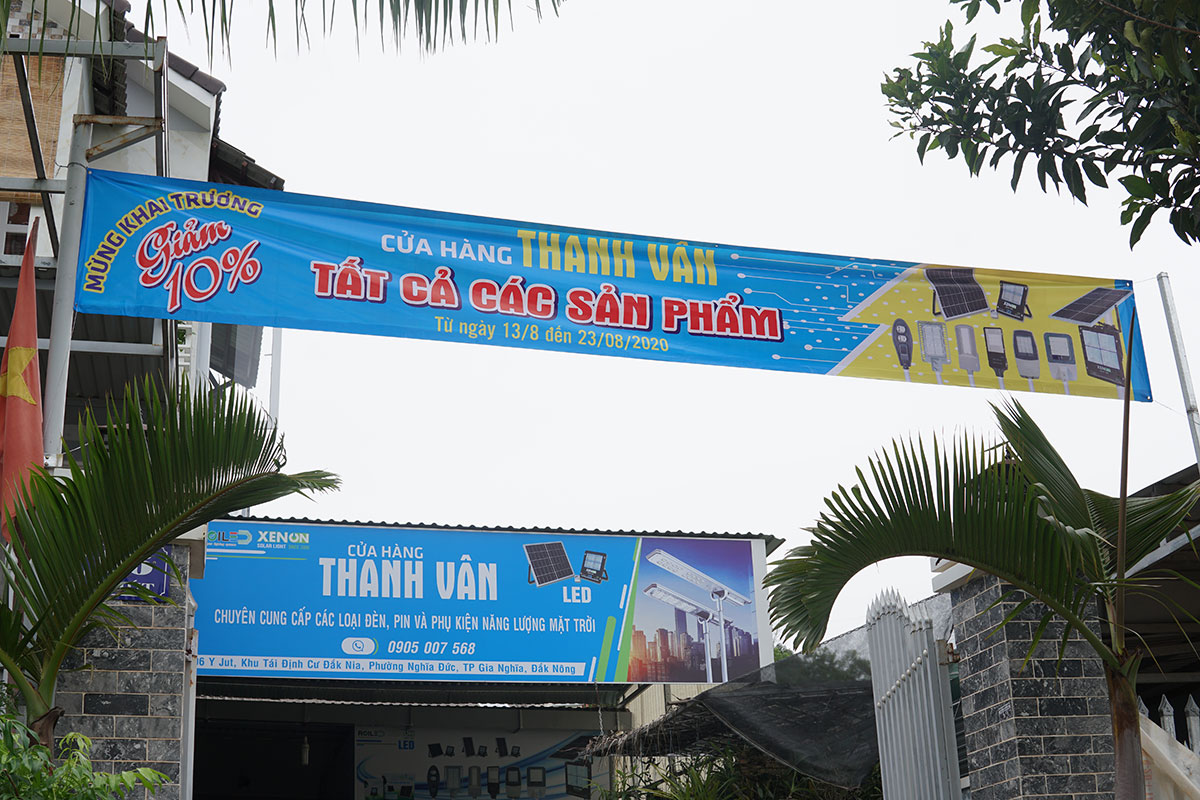 MỪNG KHAI TRƯƠNG
Giảm
10%
CỬA HÀNG THANH VÂN
TẤT CẢ CÁC SẢN PHẨM
Từ ngày 13/8 đến 23/08/2020
XENON
SOLAR LIGHT
CỬA HÀNG
THANH VÂN
LED
CHUYÊN CUNG CẤP CÁC LOẠI ĐÈN, PIN VÀ PHỤ KIỆN NĂNG LƯỢNG MẶT TRỜI
0905 007 568
6 Y Jut, Khu Tái Định Cư Đắk Nia, Phường Nghĩa Đức, TP Gia Nghĩa, Đắk Nông
LED